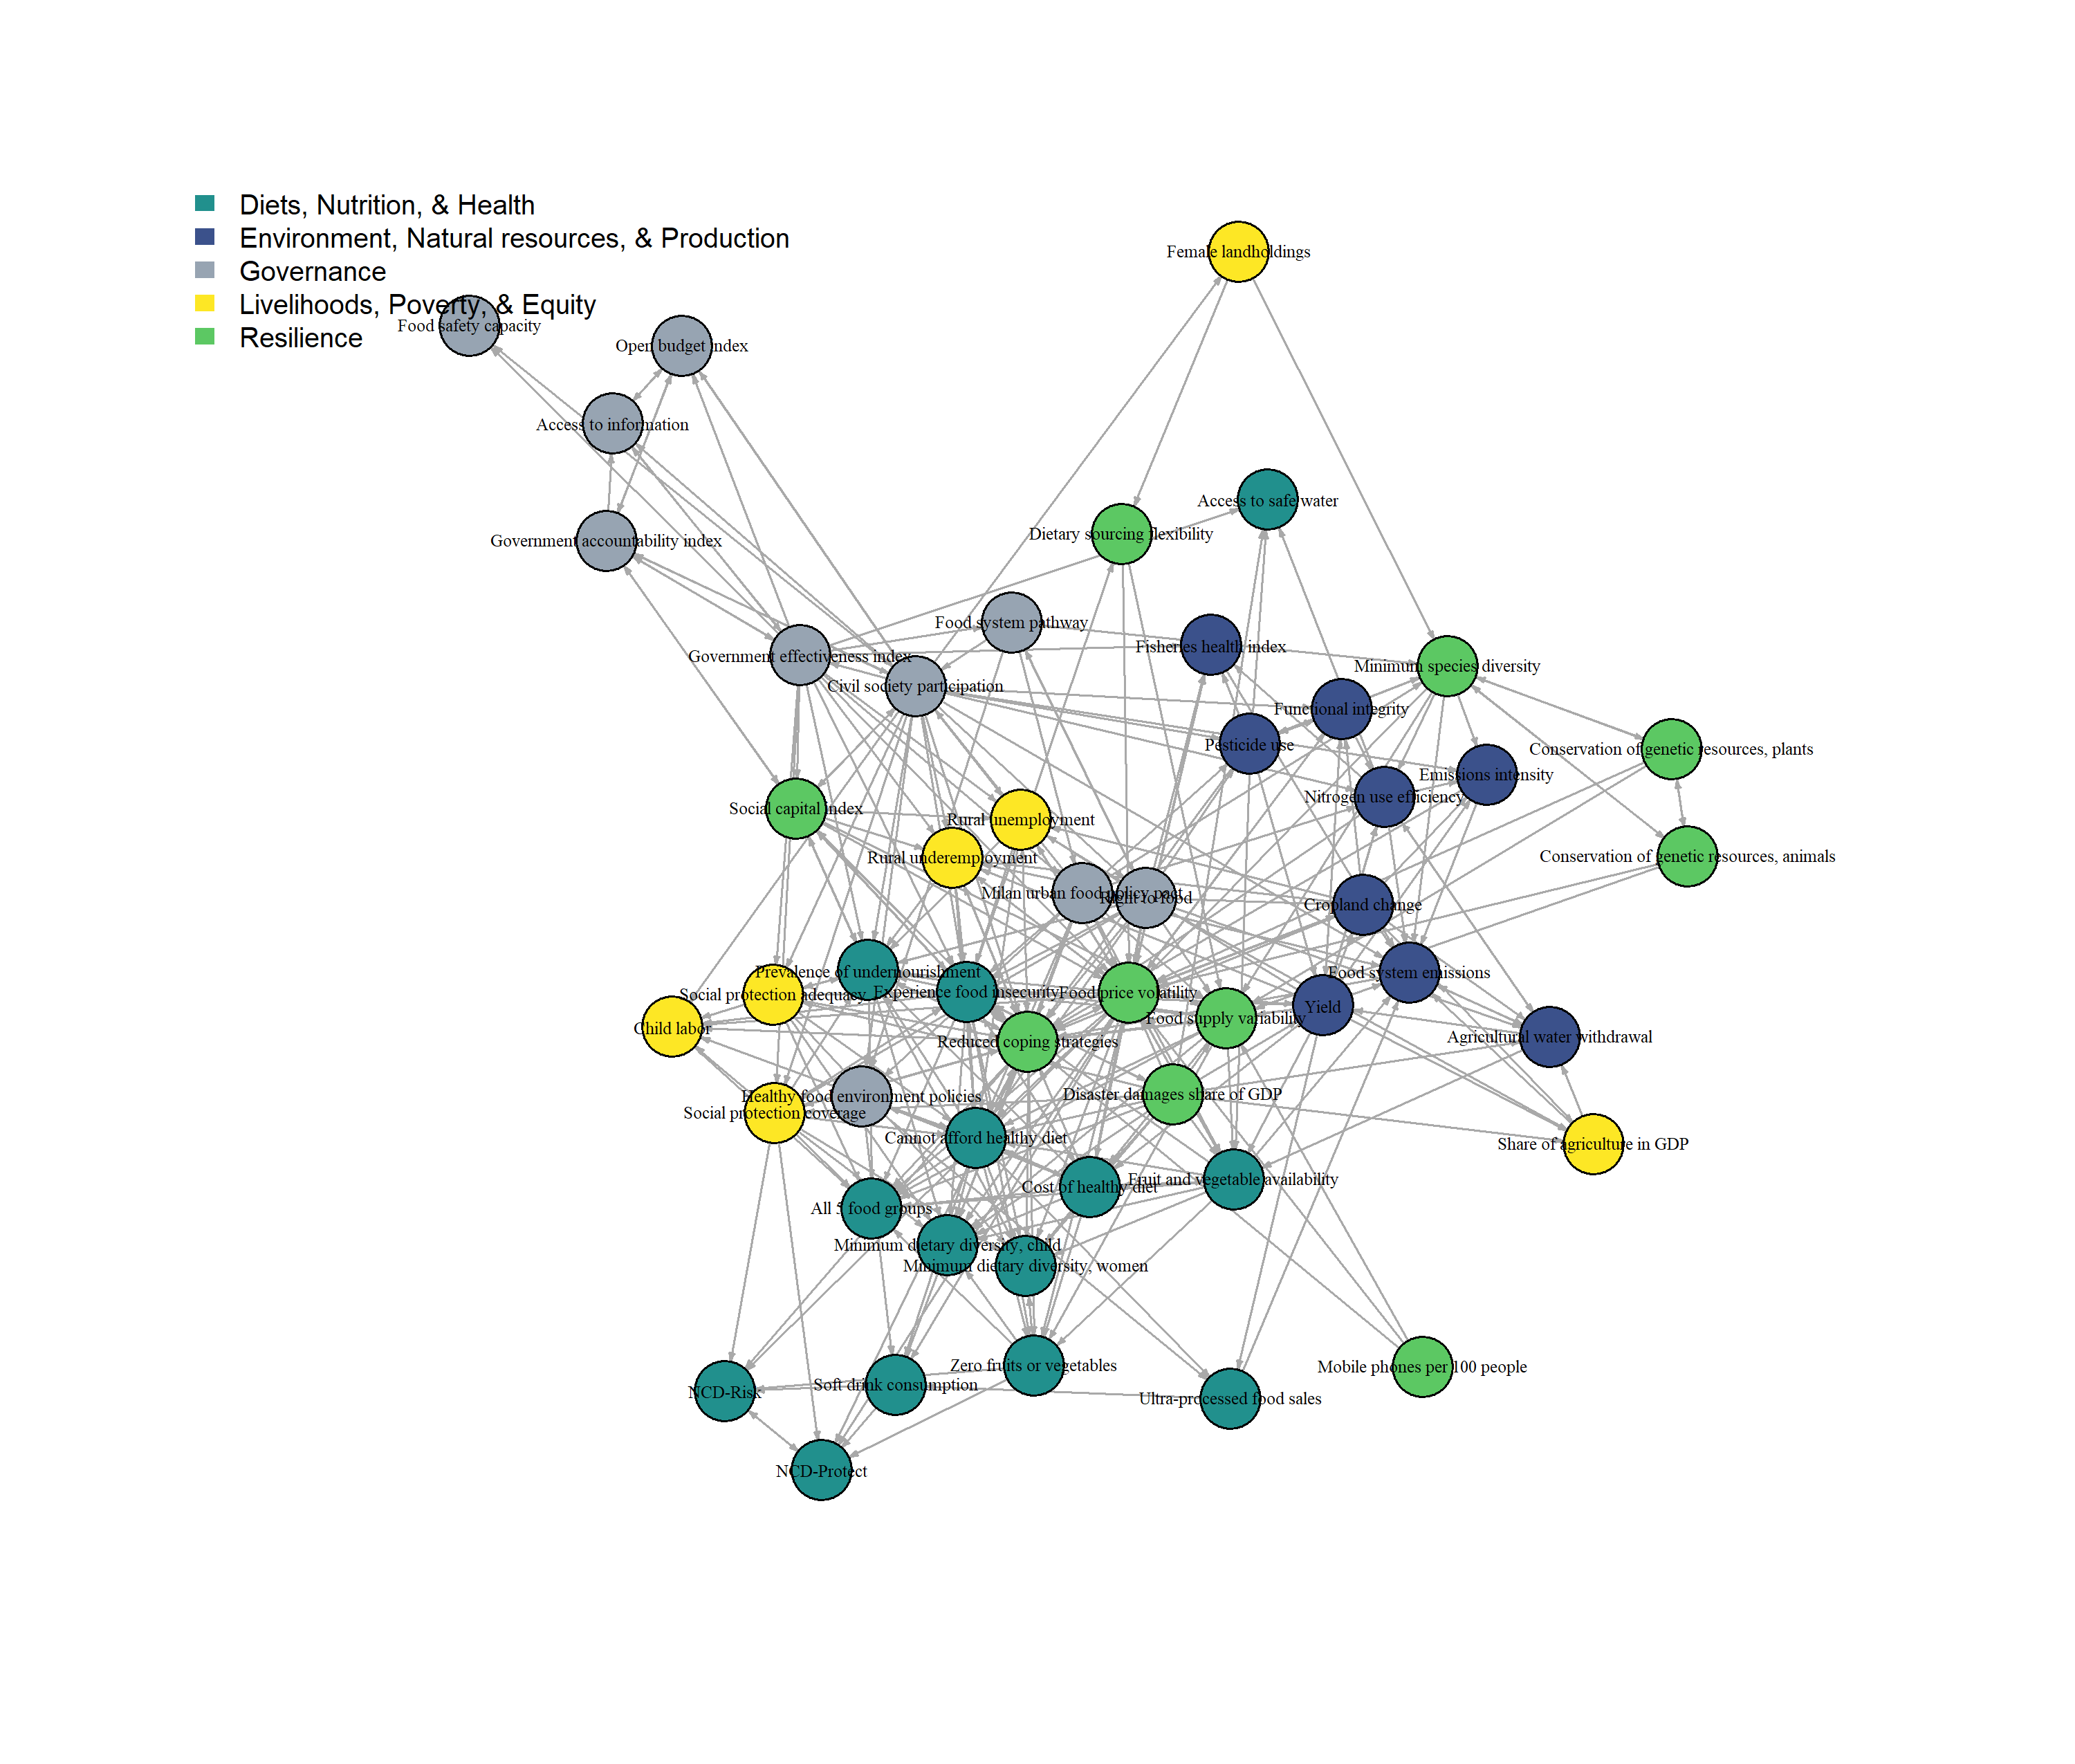 Diets, Nutrition, & Health
Environment, Natural resources, & Production
Governance
Livelihoods, Poverty, & Equity
Resilience
Female landholdings
Food safety capacity
Open budget index
Access to information
Access to safe water
Dietary sourcing flexibility
Government accountability index
Food system pathway
Fisheries health index
Government effectiveness index
Minimum species diversity
Civil society participation
Functional integrity
Pesticide use
Conservation of genetic resources, plants
Emissions intensity
Nitrogen use efficiency
Social capital index
Rural unemployment
Rural underemployment
Conservation of genetic resources, animals
Milan urban food policy pact
Right to food
Cropland change
Prevalence of undernourishment
Food system emissions
Social protection adequacy
Experience food insecurity
Food price volatility
Yield
Food supply variability
Child labor
Agricultural water withdrawal
Reduced coping strategies
Disaster damages share of GDP
Healthy food environment policies
Social protection coverage
Cannot afford healthy diet
Share of agriculture in GDP
Fruit and vegetable availability
Cost of healthy diet
All 5 food groups
Minimum dietary diversity, child
Minimum dietary diversity, women
Zero fruits or vegetables
Mobile phones per 100 people
Soft drink consumption
NCD-Risk
Ultra-processed food sales
NCD-Protect